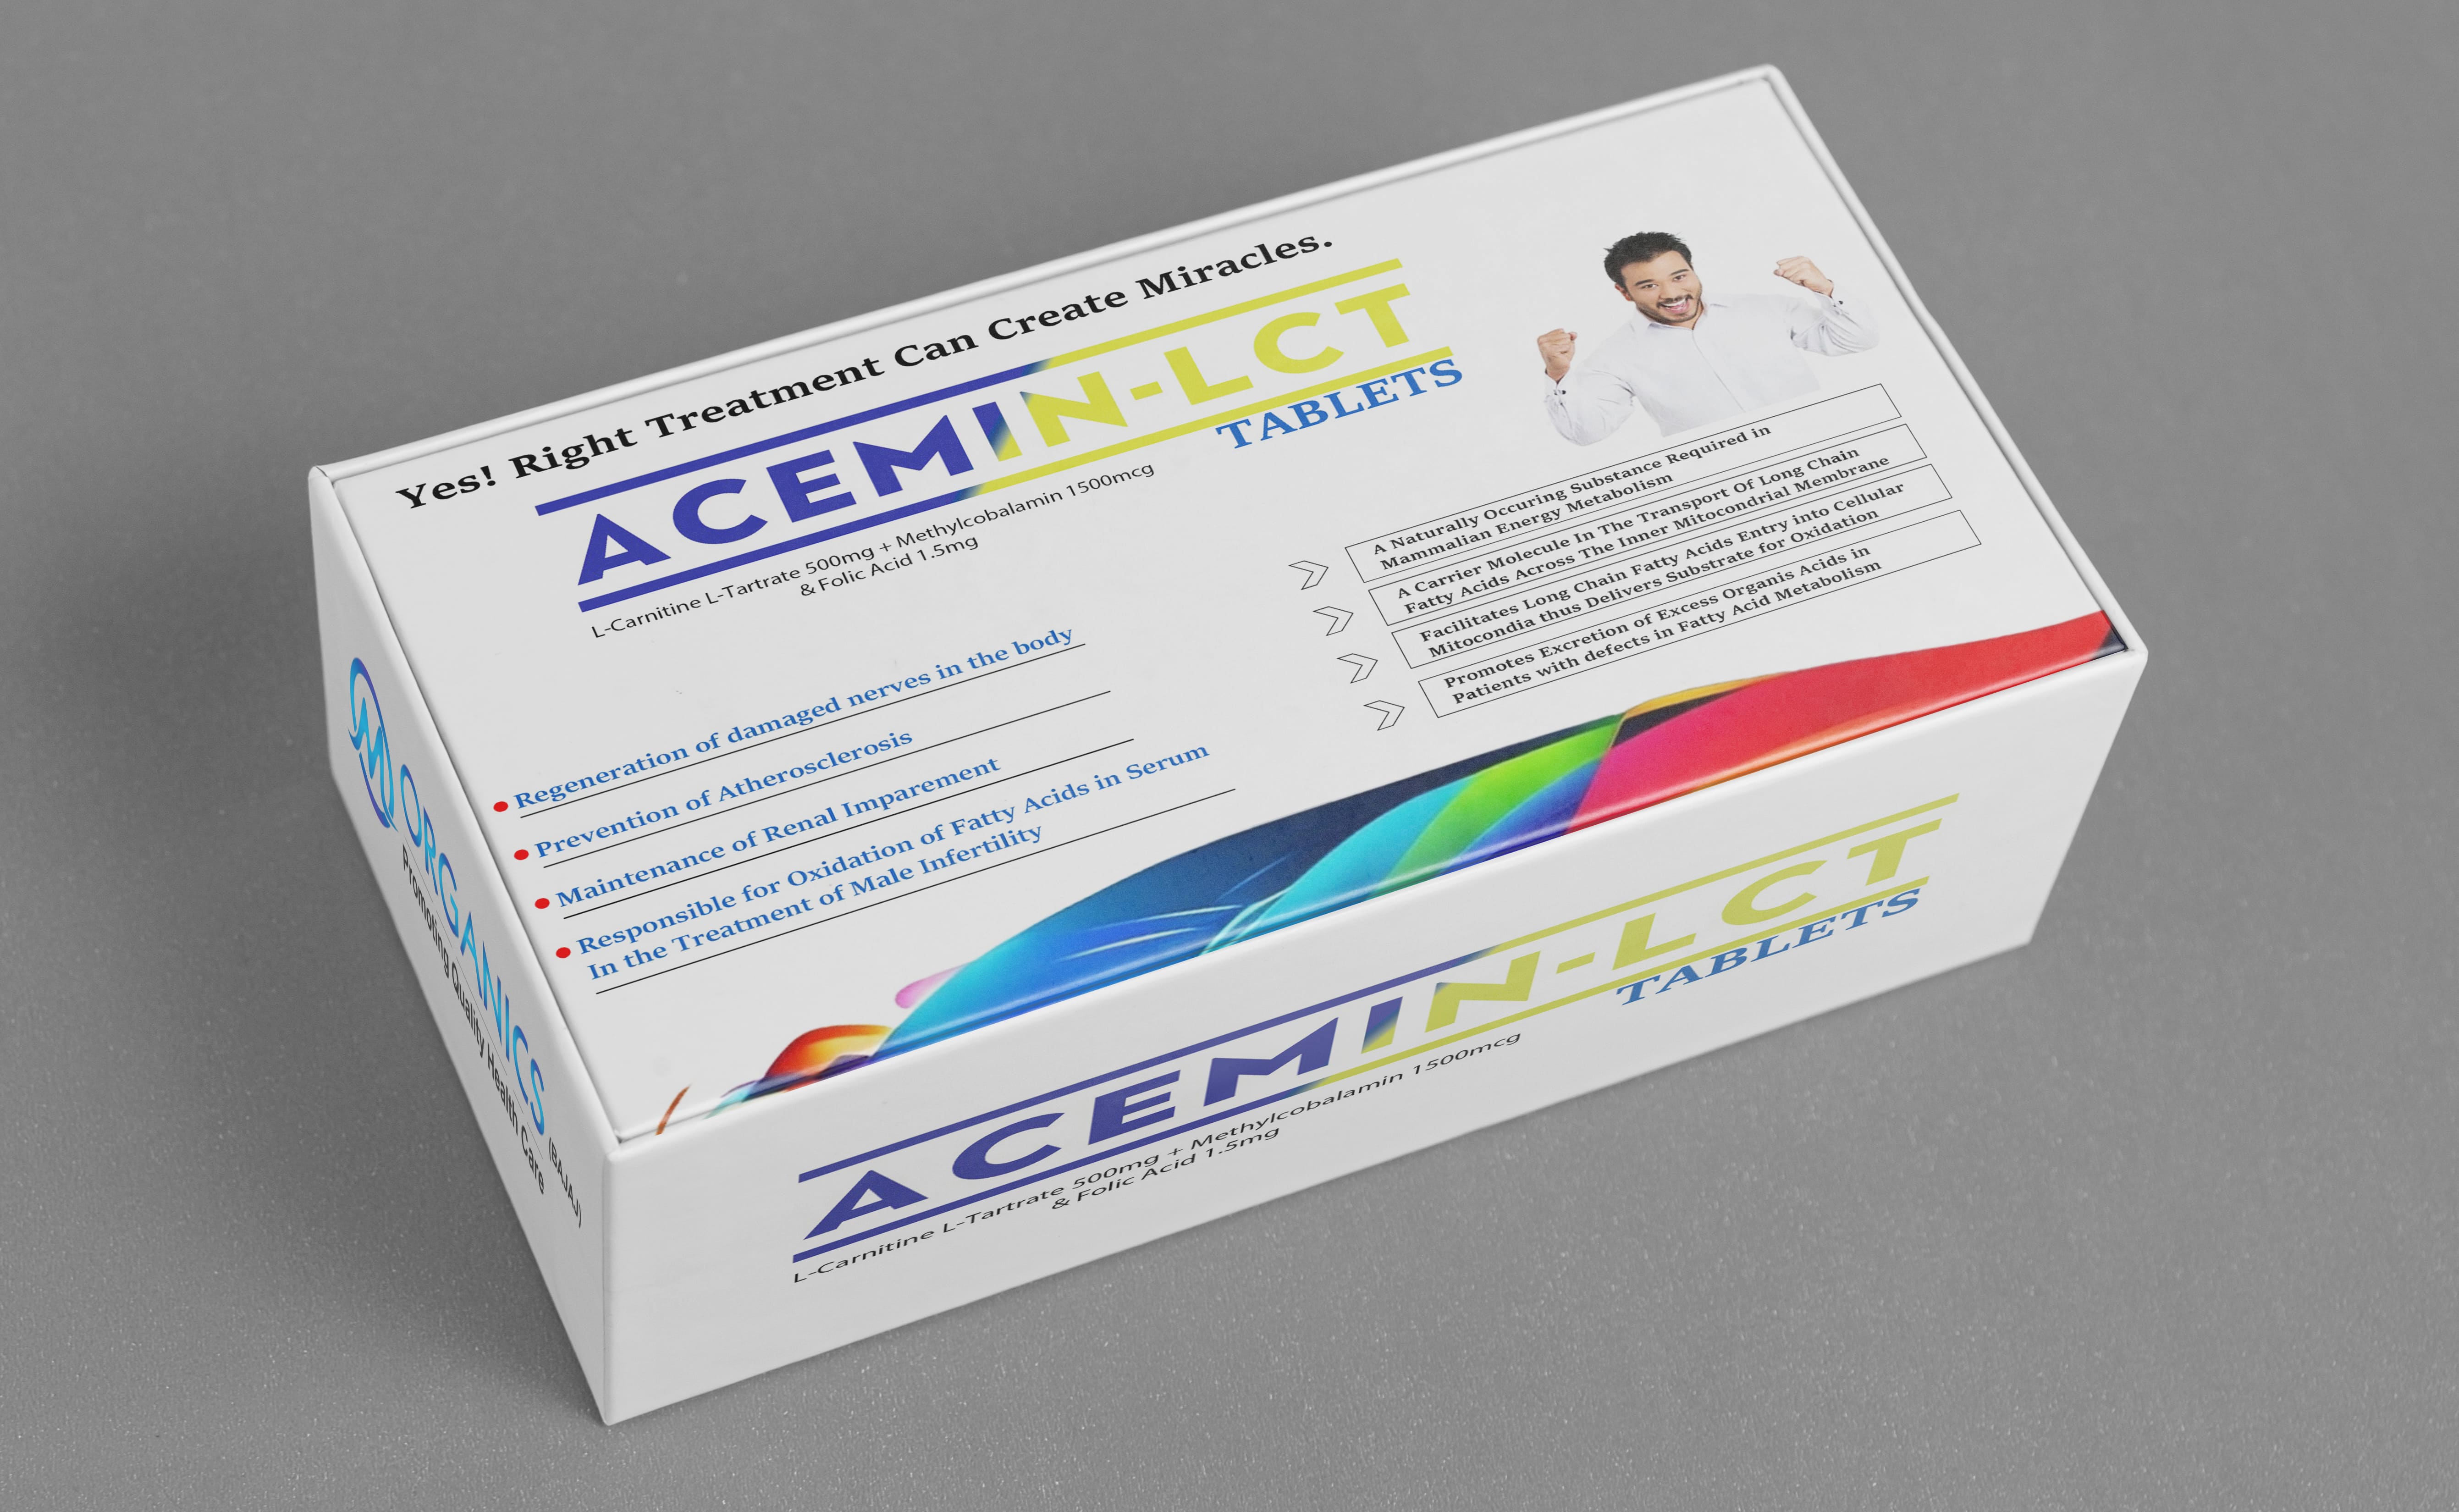 Yes! Right Treatment Can Create Miracles.
ACEMIN-LCT
TABLETS
L-Carnitine L-Tartrate 500mg + Methylcobalamin 1500mcg
& Folic Acid 1.5mg
Regeneration of damaged nerves in the body
Prevention of Atherosclerosis
Maintenance of Renal Imparement
Responsible for Oxidation of Fatty Acids in Serum
In the Treatment of Male Infertility
A Naturally Occuring Substance Required in
Mammalian Energy Metabolism
A Carrier Molecule In The Transport Of Long Chain
Fatty Acids Across The Inner Mitocondrial Membrane
Facilitates Long Chain Fatty Acids Entry into Cellular
Mitocondia thus Delivers Substrate for Oxidation
Promotes Excretion of Excess Organis Acids in
Patients with defects in Fatty Acid Metabolism
ORGANICS
(BAJAJ)
Promoting Quality Health Care
ACEMIN-LCT
TABLETS
L-Carnitine L-Tartrate 500mg + Methylcobalamin 1500mcg
& Folic Acid 1.5mg